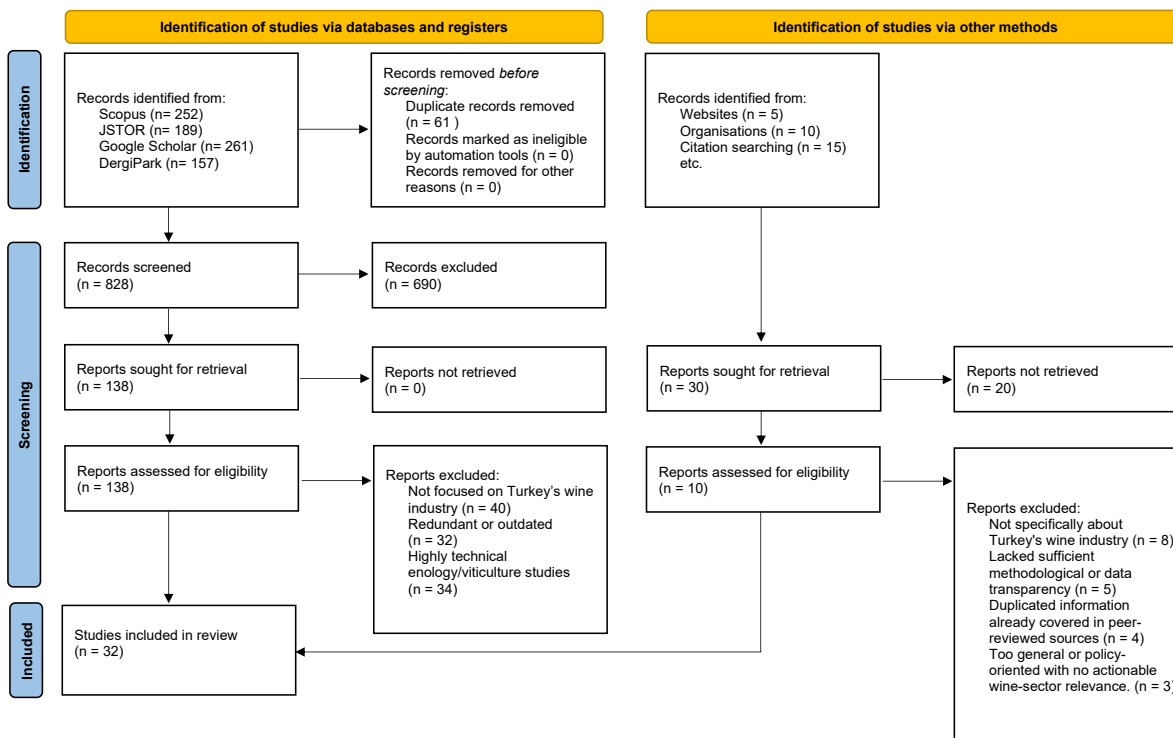 Identification of studies via databases and registers
Identification of studies via other methods
Identification
Records identified from:
Scopus (n= 252)
JSTOR (n= 189)
Google Scholar (n= 261)
DergiPark (n= 157)
Records removed before
screening:
Duplicate records removed
(n = 61 )
Records marked as ineligible
by automation tools (n = 0)
Records removed for other
reasons (n = 0)
Records identified from:
Websites (n = 5)
Organisations (n = 10)
Citation searching (n = 15)
etc.
Screening
Records screened
(n = 828)
Records excluded
(n = 690)
Reports sought for retrieval
(n = 138)
Reports not retrieved
(n = 0)
Reports sought for retrieval
(n = 30)
Reports not retrieved
(n = 20)
Reports assessed for eligibility
(n = 138)
Reports excluded:
Not focused on Turkey's wine
industry (n = 40)
Redundant or outdated
(n = 32)
Highly technical
enology/viticulture studies
(n = 34)
Reports assessed for eligibility
(n = 10)
Reports excluded:
Not specifically about
Turkey's wine industry (n = 8)
Lacked sufficient
methodological or data
transparency (n = 5)
Duplicated information
already covered in peer-
reviewed sources (n = 4)
Too general or policy-
oriented with no actionable
wine-sector relevance. (n = 3)
Included
Studies included in review
(n = 32)